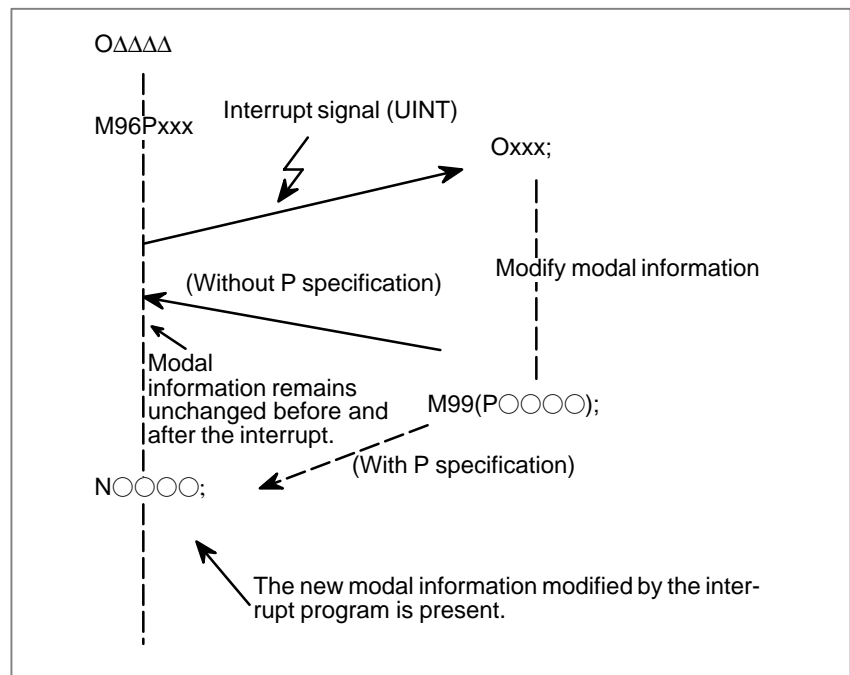 O∆∆∆∆
M96Pxxx
Interrupt signal (UINT)
Oxxx;
Modify modal information
(Without P specification)
Modal
information remains
unchanged before and
after the interrupt.
M99(P○○○○);
(With P specification)
N○○○○;
The new modal information modified by the inter-
rupt program is present.